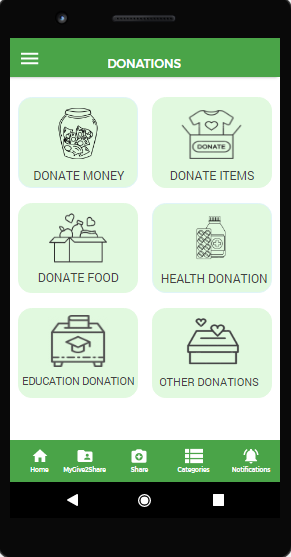 DONATIONS
DONATE MONEY
DONATE
DONATE ITEMS
DONATE FOOD
HEALTH DONATION
EDUCATION DONATION
OTHER DONATIONS
Home
MyGive2Share
Share
Categories
Notifications